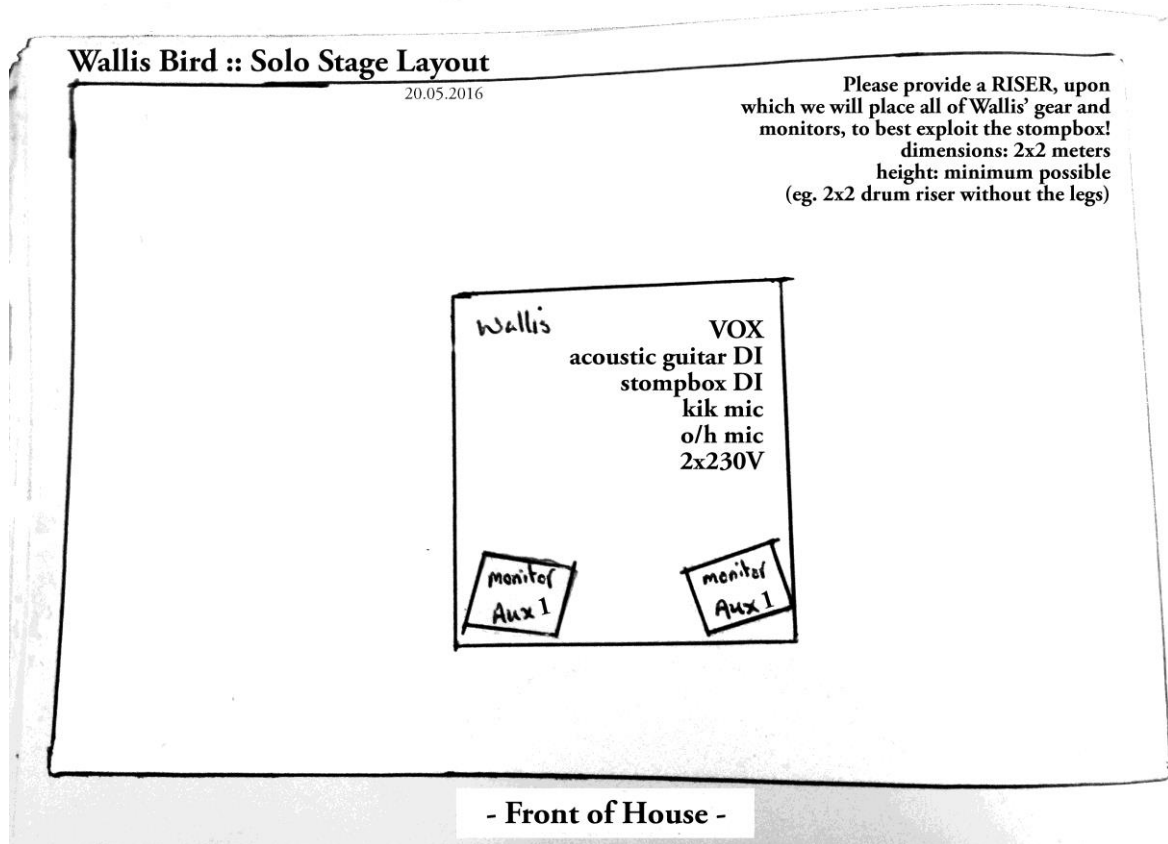 Wallis Bird :: Solo Stage Layout
20.05.2016
Please provide a RISER, upon
which we will place all of Wallis' gear and
monitors, to best exploit the stompbox!
dimensions: 2x2 meters
height: minimum possible
(eg. 2x2 drum riser without the legs)
Wallis
VOX
acoustic guitar DI
stompbox DI
kik mic
o/h mic
2x230V
monitor
Aux 1
monitor
Aux 1
- Front of House -